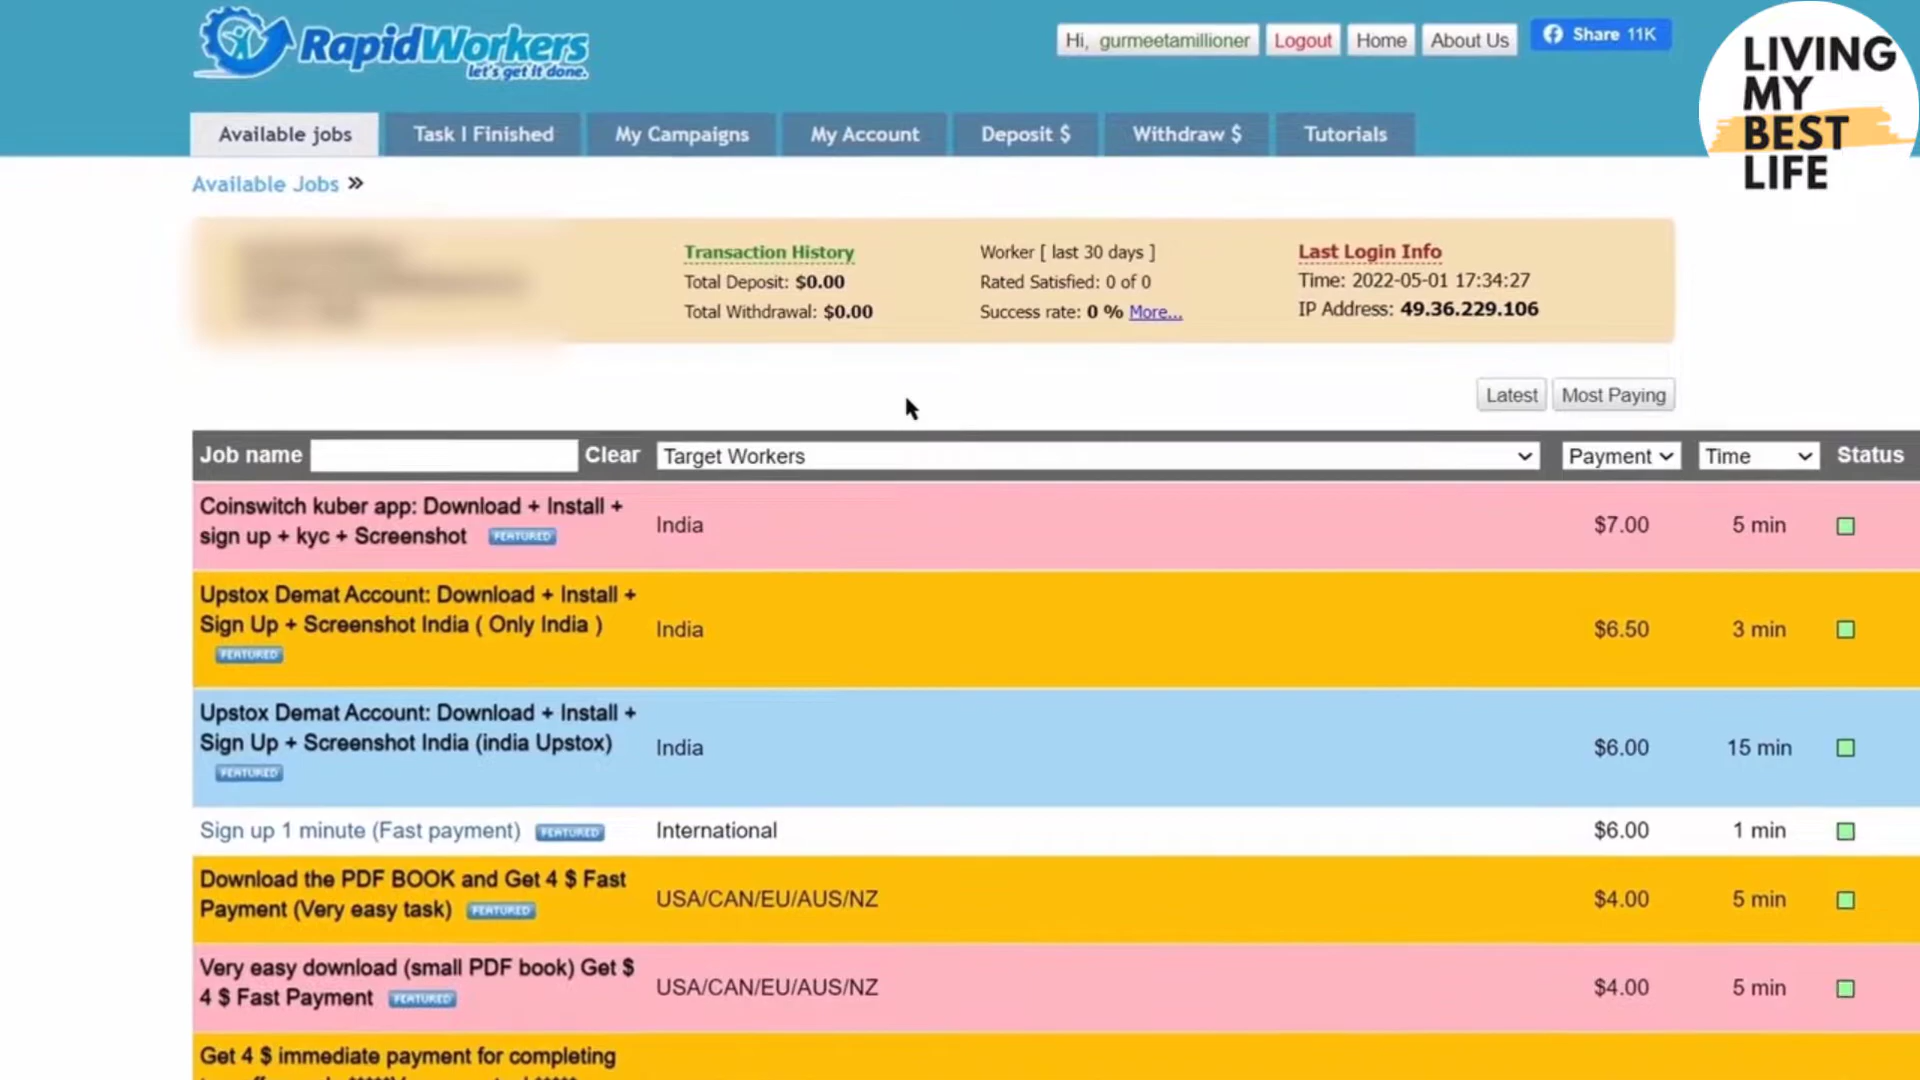 RapidWorkers
let's get it done.
Hi, gurmeetamillioner
Logout
Home
About Us
Share 11K
LIVING
MY
BEST
LIFE
Available jobs
Task I Finished
My Campaigns
My Account
Deposit $
Withdraw $
Tutorials
Available Jobs »
Transaction History
Total Deposit: $0.00
Total Withdrawal: $0.00
Worker [ last 30 days ]
Rated Satisfied: 0 of 0
Success rate: 0 % More...
Last Login Info
Time: 2022-05-01 17:34:27
IP Address: 49.36.229.106
Latest
Most Paying
Job name
Clear
Target Workers
Payment
Time
Status
Coinswitch kuber app: Download + Install +
sign up + kyc + Screenshot FEATURED
India
$7.00
5 min
Upstox Demat Account: Download + Install +
Sign Up + Screenshot India ( Only India )
FEATURED
India
$6.50
3 min
Upstox Demat Account: Download + Install +
Sign Up + Screenshot India (india Upstox)
FEATURED
India
$6.00
15 min
Sign up 1 minute (Fast payment) FEATURED
International
$6.00
1 min
Download the PDF BOOK and Get 4 $ Fast
Payment (Very easy task) FEATURED
USA/CAN/EU/AUS/NZ
$4.00
5 min
Very easy download (small PDF book) Get $
4 $ Fast Payment FEATURED
USA/CAN/EU/AUS/NZ
$4.00
5 min
Get 4 $ immediate payment for completing